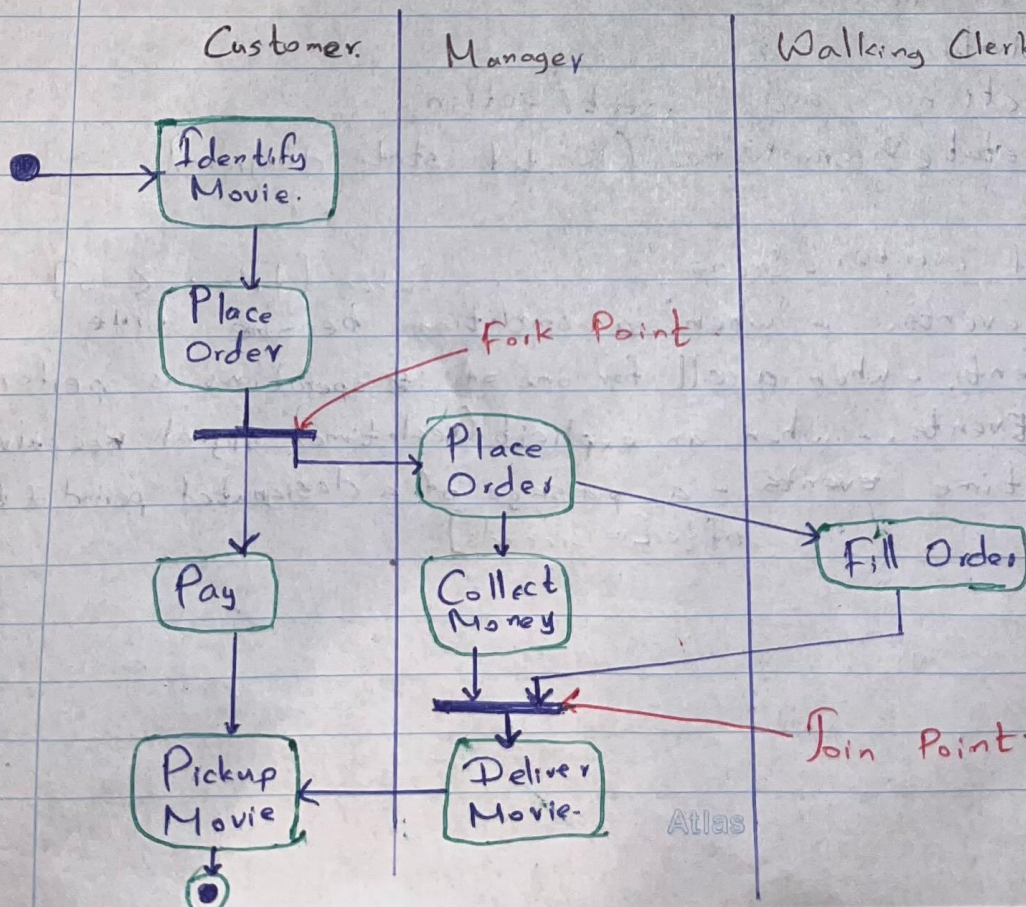 Customer.
Manager
Walking Clerk
Identify
Movie.
Place
Order
Fork Point
Place
Order
Fill Order
Pay
Collect
Money
Join Point
Pickup
Movie
Deliver
Movie.
Atlas